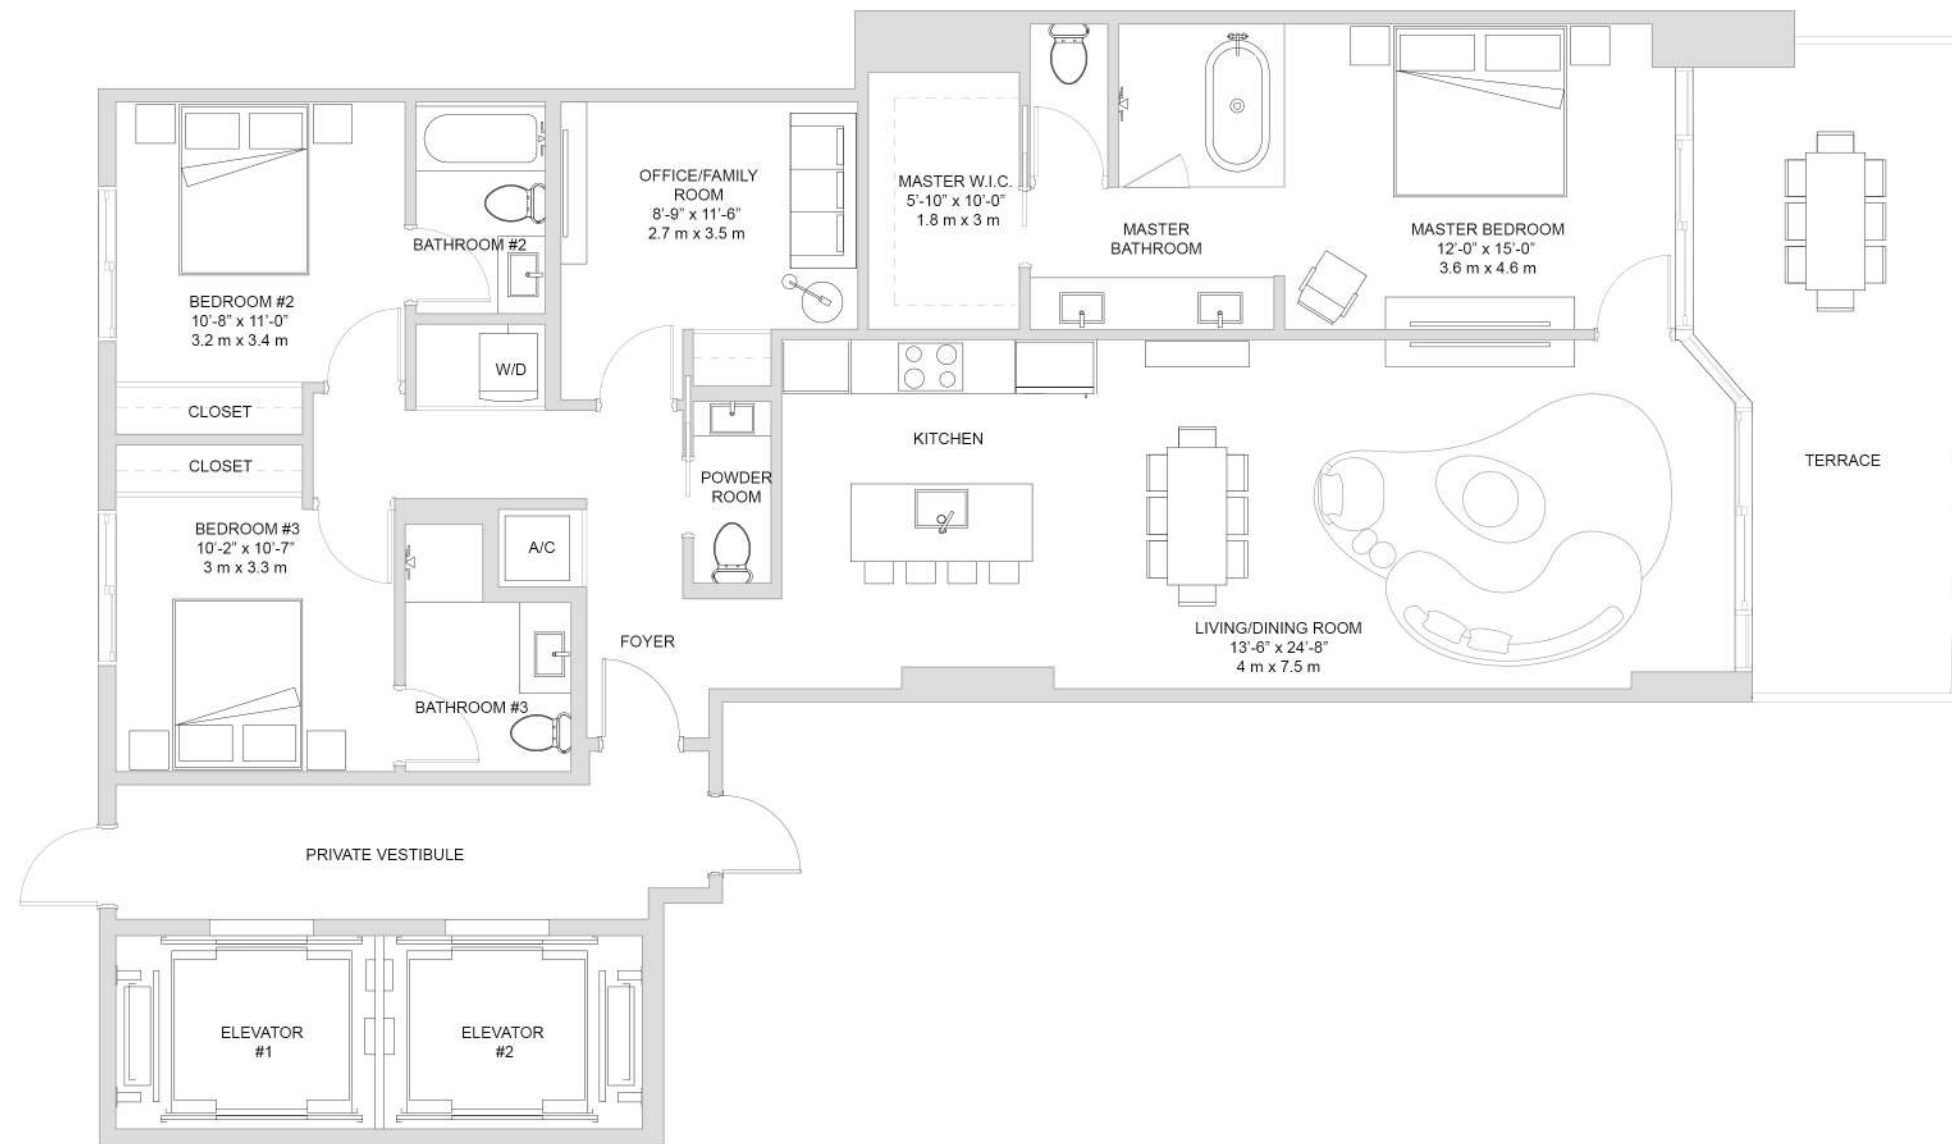 OFFICE/FAMILY
ROOM
8'-9" x 11'-6"
2.7 m x 3.5 m
MASTER W.I.C.
5'-10" x 10'-0"
1.8 m x 3 m
MASTER
BATHROOM
MASTER BEDROOM
12'-0" x 15'-0"
3.6 m x 4.6 m
BATHROOM #2
BEDROOM #2
10'-8" x 11'-0"
3.2 m x 3.4 m
W/D
CLOSET
CLOSET
KITCHEN
TERRACE
POWDER
ROOM
BEDROOM #3
10'-2" x 10'-7"
3 m x 3.3 m
A/C
FOYER
LIVING/DINING ROOM
13'-6" x 24'-8"
4 m x 7.5 m
BATHROOM #3
PRIVATE VESTIBULE
ELEVATOR
#1
ELEVATOR
#2